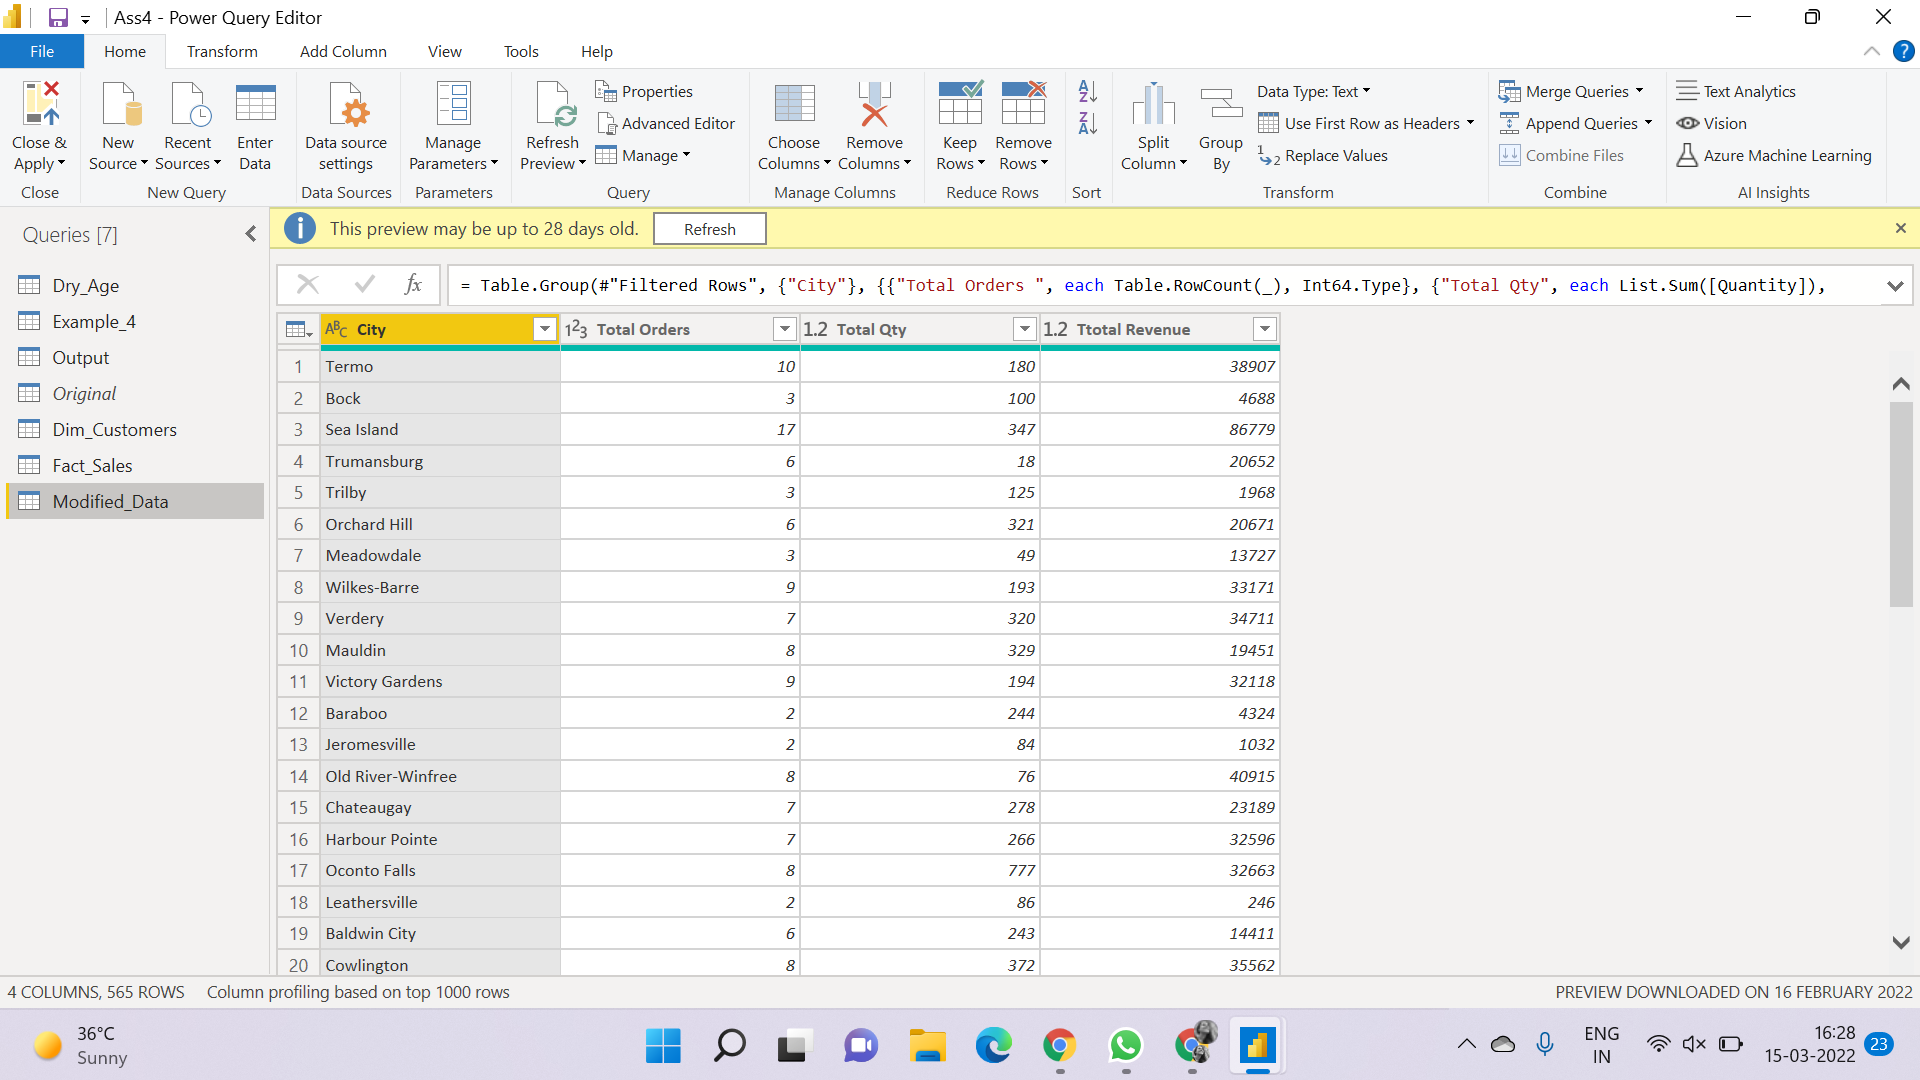 Ass4 - Power Query Editor
File Home Transform Add Column View Tools Help
Close & Apply
New Source
Recent Sources
Enter Data
Data source settings
Manage Parameters
Refresh Preview
Properties
Advanced Editor
Manage
Choose Columns
Remove Columns
Keep Rows
Remove Rows
Split Column
Group By
Data Type: Text
Use First Row as Headers
Replace Values
Merge Queries
Append Queries
Combine Files
Text Analytics
Vision
Azure Machine Learning
Close New Query Data Sources Parameters Query Manage Columns Reduce Rows Sort Transform Combine AI Insights
Queries [7]
This preview may be up to 28 days old. Refresh
Dry_Age
Example_4
Output
Original
Dim_Customers
Fact_Sales
Modified_Data
fx = Table.Group(#"Filtered Rows", {"City"}, {{"Total Orders ", each Table.RowCount(_), Int64.Type}, {"Total Qty", each List.Sum([Quantity]),
ABC City 123 Total Orders 1.2 Total Qty 1.2 Ttotal Revenue
1 Termo 10 180 38907
2 Bock 3 100 4688
3 Sea Island 17 347 86779
4 Trumansburg 6 18 20652
5 Trilby 3 125 1968
6 Orchard Hill 6 321 20671
7 Meadowdale 3 49 13727
8 Wilkes-Barre 9 193 33171
9 Verdery 7 320 34711
10 Mauldin 8 329 19451
11 Victory Gardens 9 194 32118
12 Baraboo 2 244 4324
13 Jeromesville 2 84 1032
14 Old River-Winfree 8 76 40915
15 Chateaugay 7 278 23189
16 Harbour Pointe 7 266 32596
17 Oconto Falls 8 777 32663
18 Leathersville 2 86 246
19 Baldwin City 6 243 14411
20 Cowlington 8 372 35562
4 COLUMNS, 565 ROWS Column profiling based on top 1000 rows PREVIEW DOWNLOADED ON 16 FEBRUARY 2022
36°C
Sunny
ENG
IN
16:28
15-03-2022
23